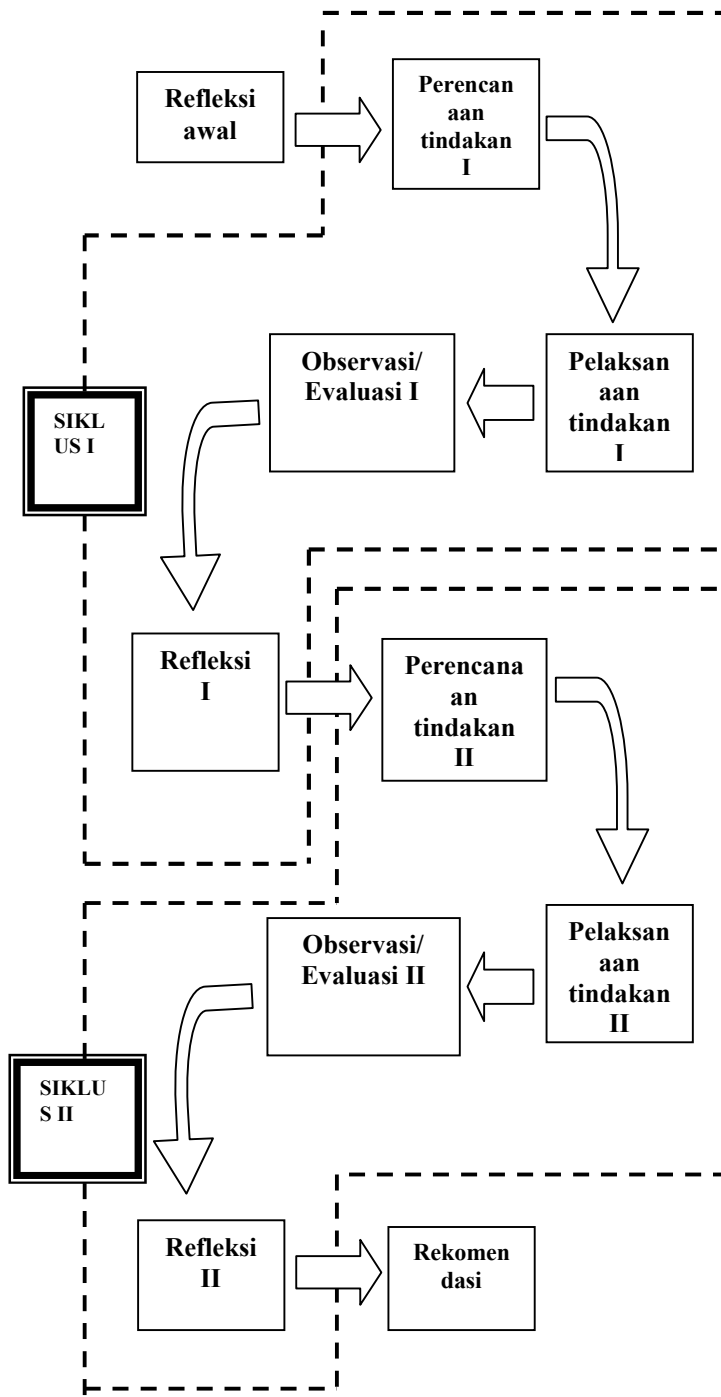 Refleksi
awal
Perencan
aan
tindakan
I
Observasi/
Evaluasi I
Pelaksan
aan
tindakan
I
SIKL
US I
Refleksi
I
Perencana
an
tindakan
II
Observasi/
Evaluasi II
Pelaksan
aan
tindakan
II
SIKLU
S II
Refleksi
II
Rekomen
dasi